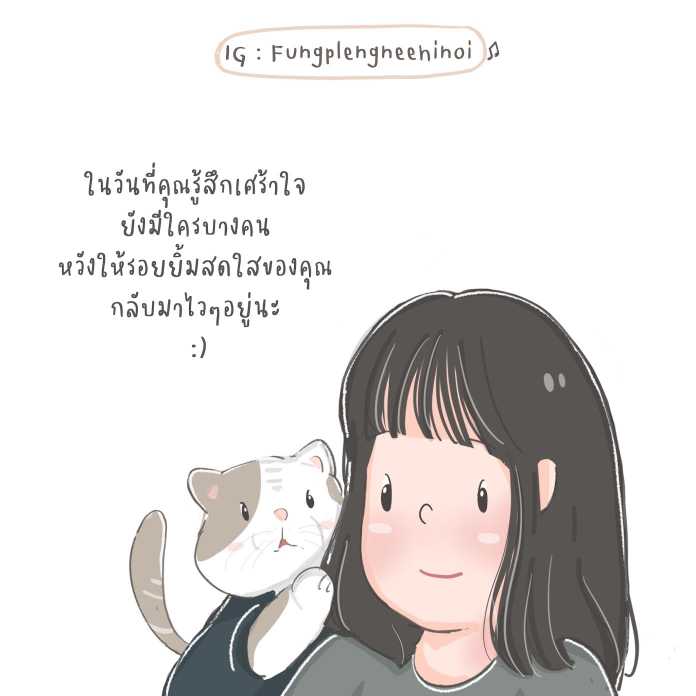 IG : Fungplengneehinoi ♫
ในวันที่คุณรู้สึกเศร้าใจ
ยังมีใครบางคน
หวังให้รอยยิ้มสดใสของคุณ
กลับมาไวๆอยู่นะ
:)